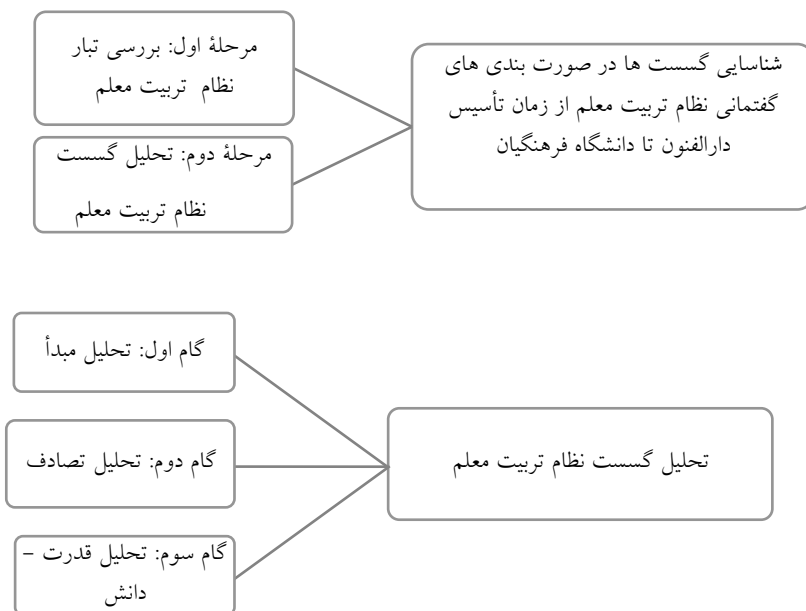 شناسایی گسست ها در صورت بندی های
گفتمانی نظام تربیت معلم از زمان تأسیس
دارالفنون تا دانشگاه فرهنگیان
مرحلۀ اول: بررسی تبار
نظام تربیت معلم
مرحلۀ دوم: تحلیل گسست
نظام تربیت معلم
تحلیل گسست نظام تربیت معلم
گام اول: تحلیل مبدأ
گام دوم: تحلیل تصادف
گام سوم: تحلیل قدرت –
دانش